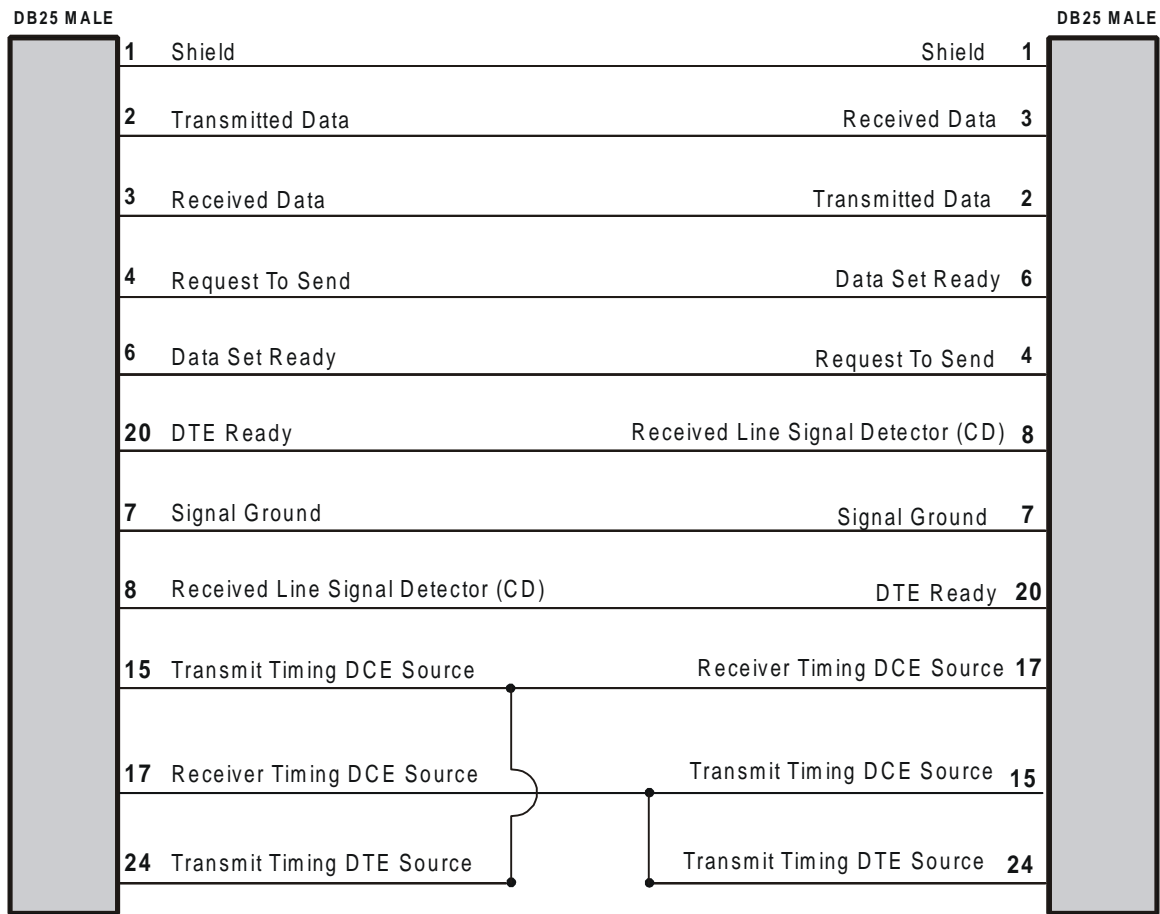 DB25 MALE DB25 MALE
1 Shield Shield 1
2 Transmitted Data Received Data 3
3 Received Data Transmitted Data 2
4 Request To Send Data Set Ready 6
6 Data Set Ready Request To Send 4
20 DTE Ready Received Line Signal Detector (CD) 8
7 Signal Ground Signal Ground 7
8 Received Line Signal Detector (CD) DTE Ready 20
15 Transmit Timing DCE Source Receiver Timing DCE Source 17
17 Receiver Timing DCE Source Transmit Timing DCE Source 15
24 Transmit Timing DTE Source Transmit Timing DTE Source 24